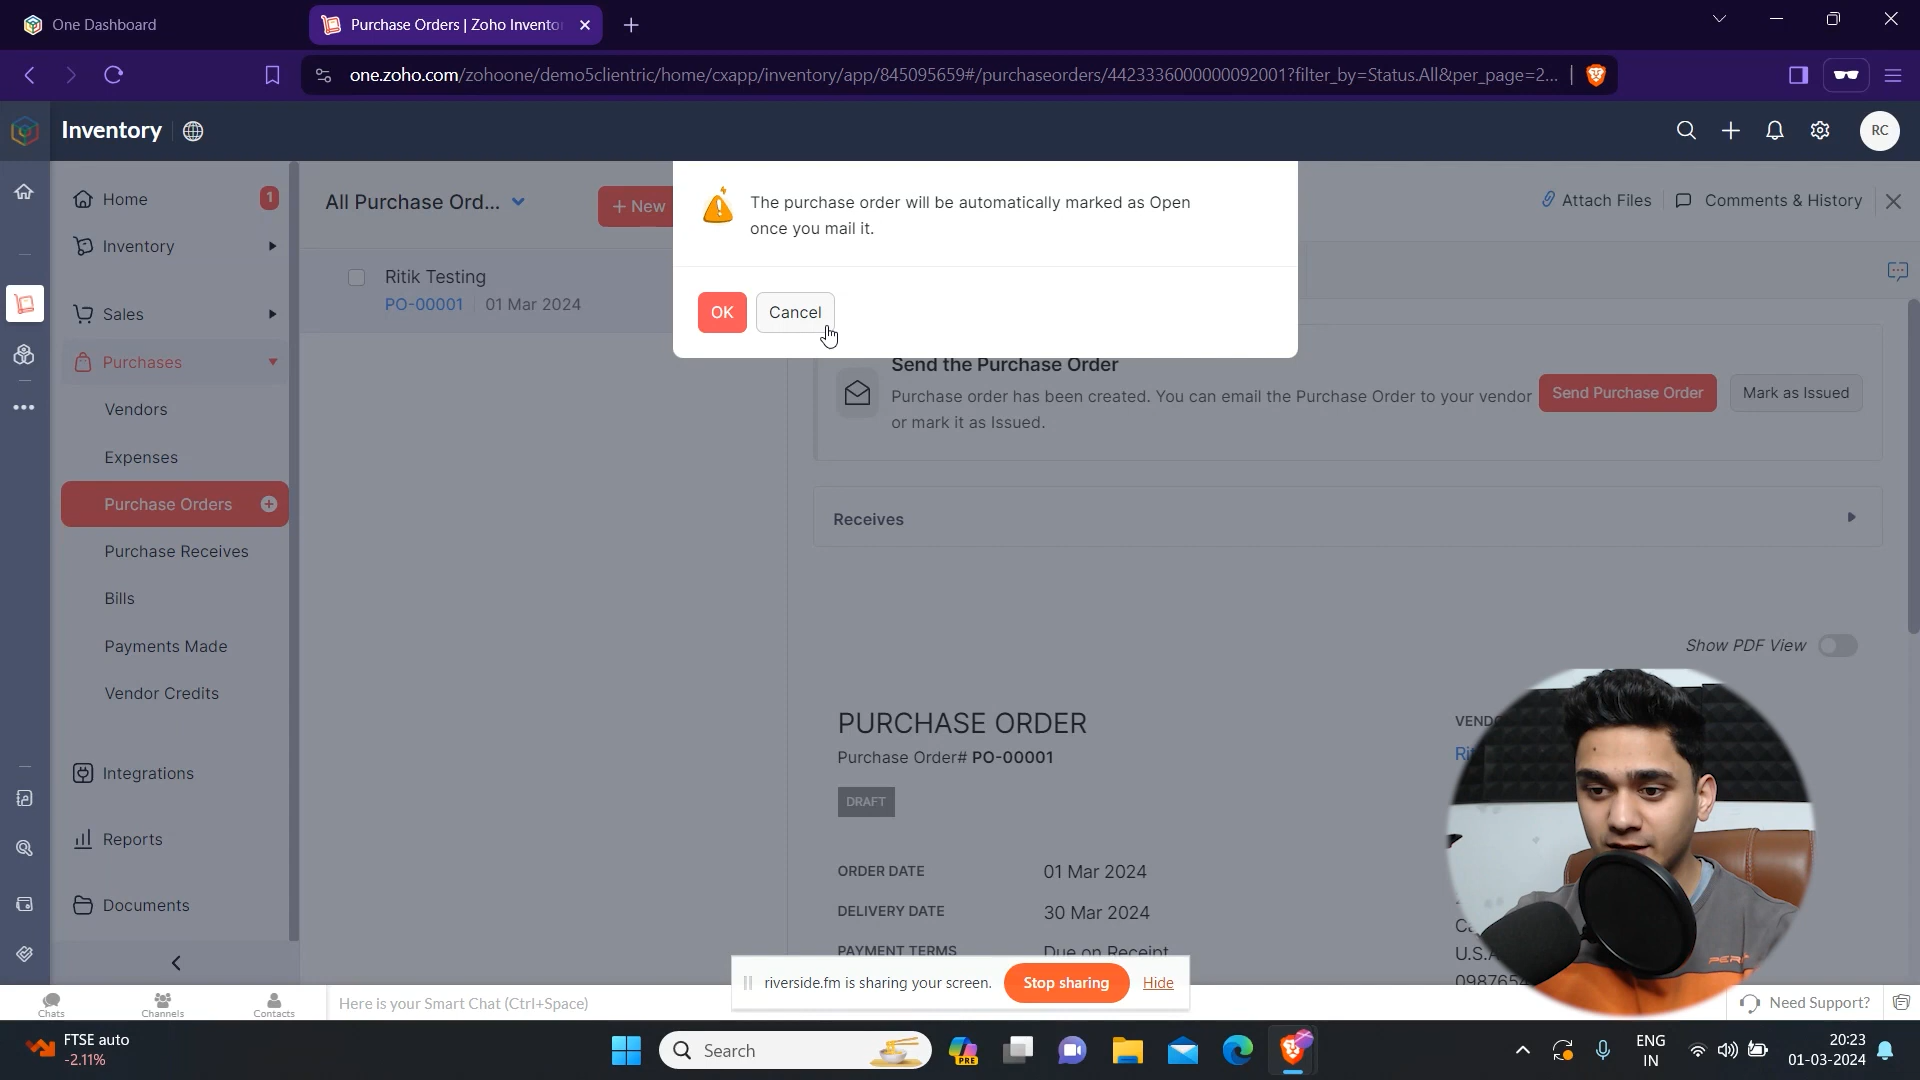 One Dashboard
Purchase Orders | Zoho Invento
one.zoho.com/zohoone/demo5clientric/home/cxapp/inventory/app/845095659#/purchaseorders/4423336000000092001?filter_by=Status.All&per_page=2...
Inventory
RC
Home
1
Inventory
Sales
Purchases
Vendors
Expenses
Purchase Orders
Purchase Receives
Bills
Payments Made
Vendor Credits
Integrations
Reports
Documents
All Purchase Ord...
+ New
Ritik Testing
PO-00001
01 Mar 2024
The purchase order will be automatically marked as Open
once you mail it.
OK
Cancel
Attach Files
Comments & History
Send the Purchase Order
Purchase order has been created. You can email the Purchase Order to your vendor
or mark it as Issued.
Send Purchase Order
Mark as Issued
Receives
Show PDF View
PURCHASE ORDER
Purchase Order# PO-00001
DRAFT
ORDER DATE 01 Mar 2024
DELIVERY DATE 30 Mar 2024
PAYMENT TERMS Due on Receipt
U.S.A
riverside.fm is sharing your screen.
Stop sharing
Hide
Chats
Channels
Contacts
Here is your Smart Chat (Ctrl+Space)
Need Support?
FTSE auto
-2.11%
Search
PRE
ENG
IN
20:23
01-03-2024